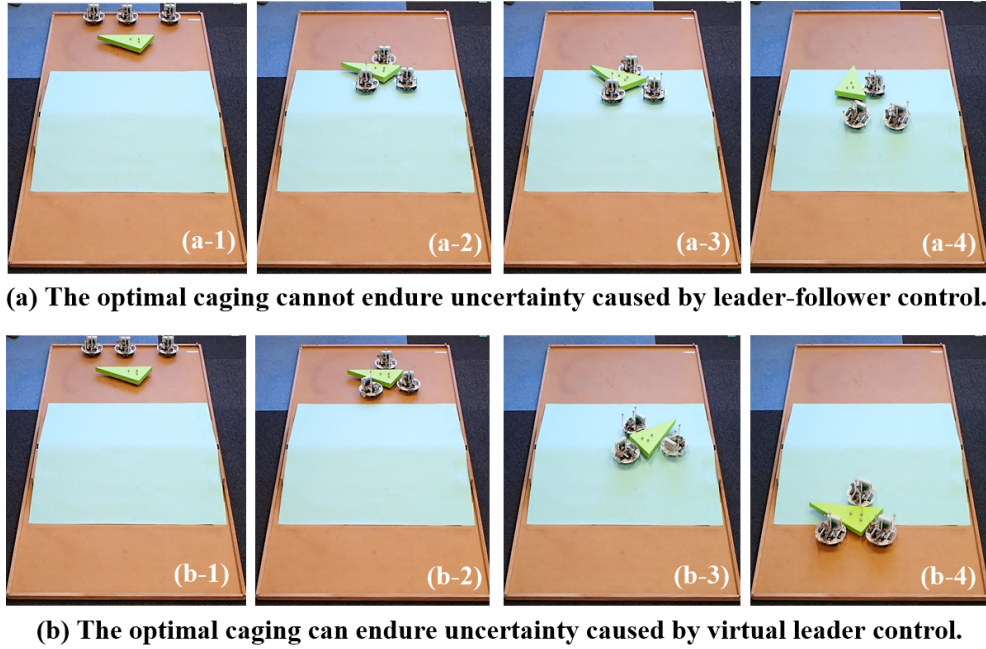 (a-1)
(a-2)
(a-3)
(a-4)
(a) The optimal caging cannot endure uncertainty caused by leader-follower control.
(b-1)
(b-2)
(b-3)
(b-4)
(b) The optimal caging can endure uncertainty caused by virtual leader control.